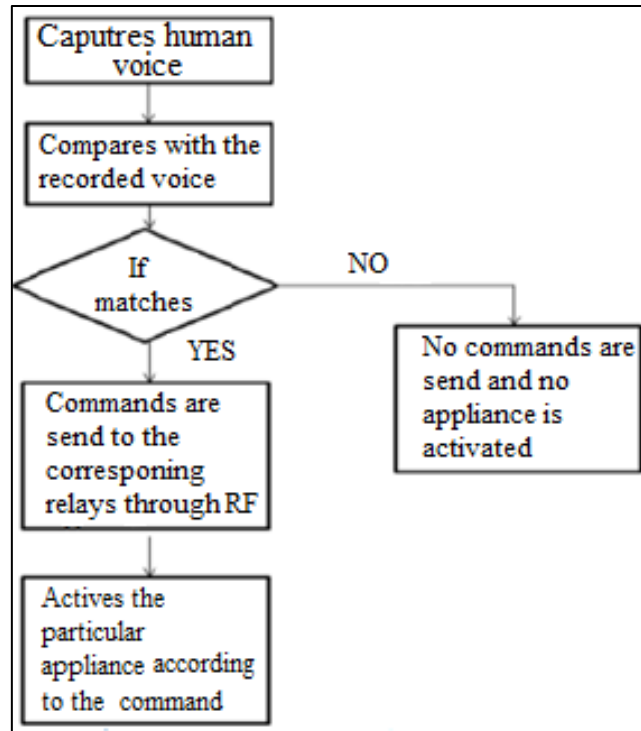 Caputres human
voice
Compares with the
recorded voice
If
matches
NO
YES
No commands are
send and no
appliance is
activated
Commands are
send to the
corresponing
relays through RF
Actives the
particular
appliance according
to the command